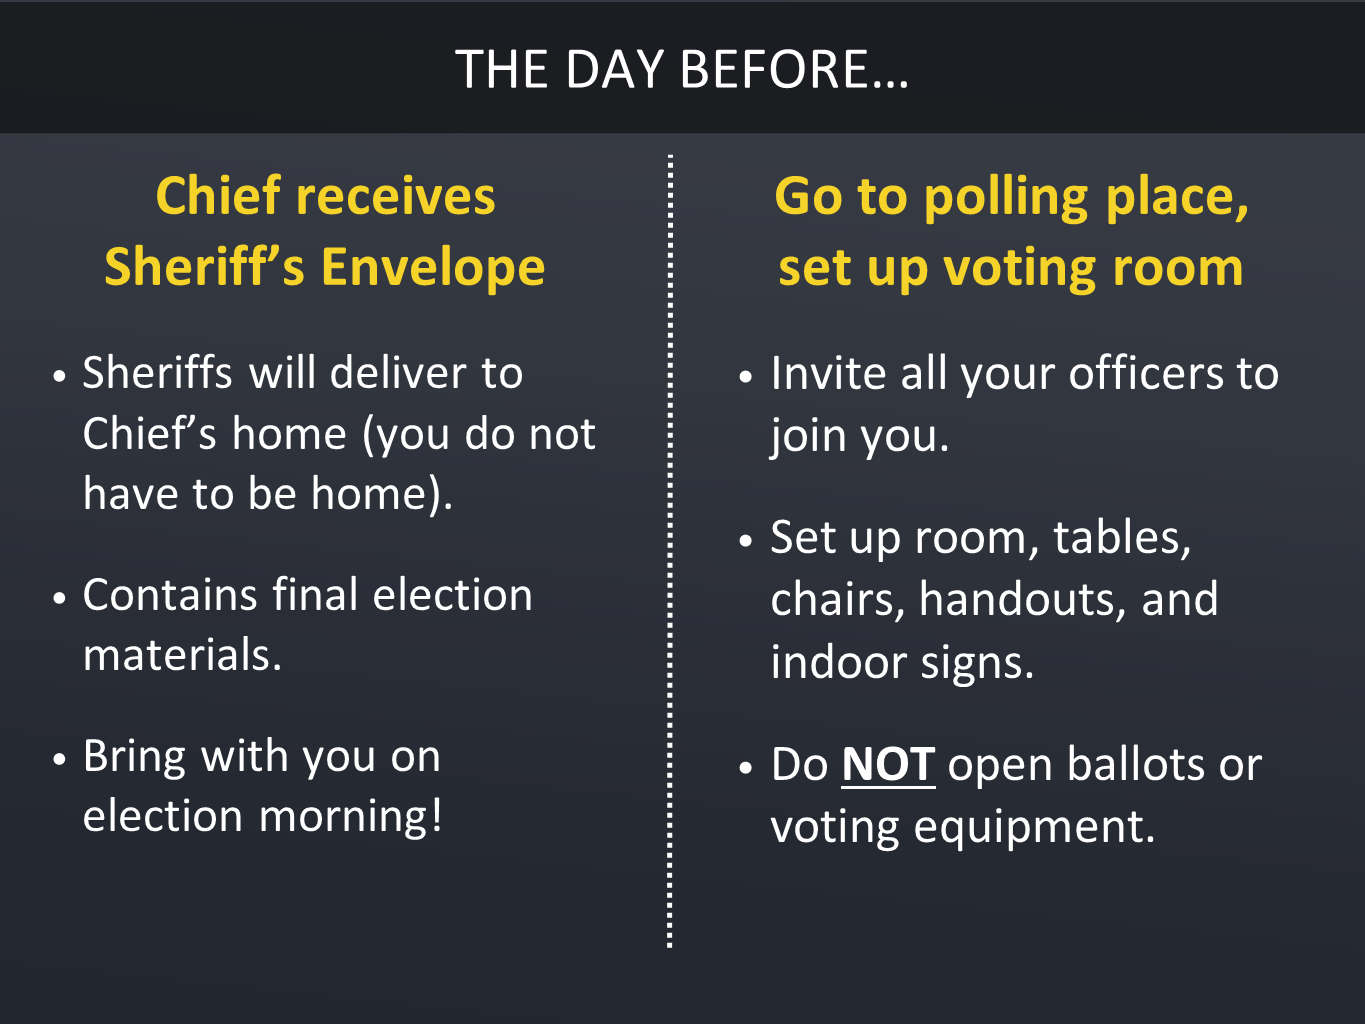 THE DAY BEFORE…
Chief receives
Sheriff’s Envelope
• Sheriffs will deliver to
Chief’s home (you do not
have to be home).
• Contains final election
materials.
• Bring with you on
election morning!
Go to polling place,
set up voting room
• Invite all your officers to
join you.
• Set up room, tables,
chairs, handouts, and
indoor signs.
• Do NOT open ballots or
voting equipment.